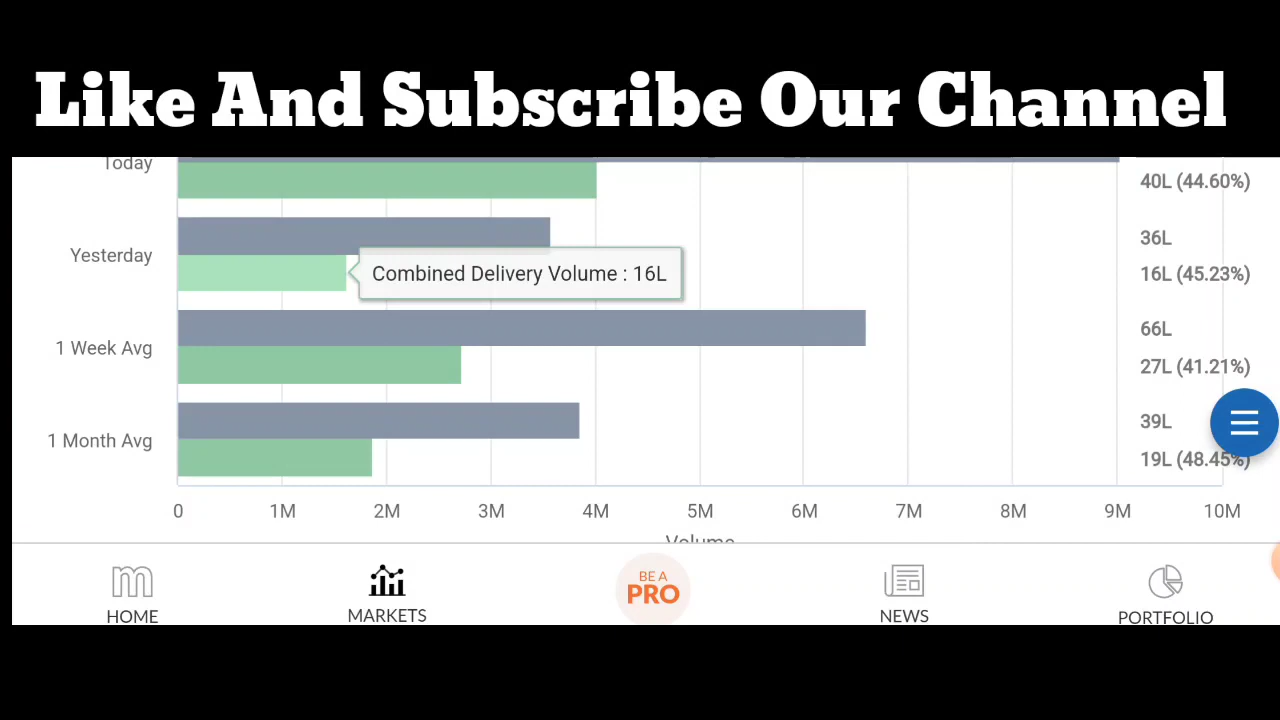 Like And Subscribe Our Channel
Today
40L (44.60%)
Yesterday
36L
Combined Delivery Volume : 16L
16L (45.23%)
1 Week Avg
66L
27L (41.21%)
1 Month Avg
39L
19L (48.45%)
0 1M 2M 3M 4M 5M 6M 7M 8M 9M 10M
Volume
BE A
PRO
HOME MARKETS NEWS PORTFOLIO